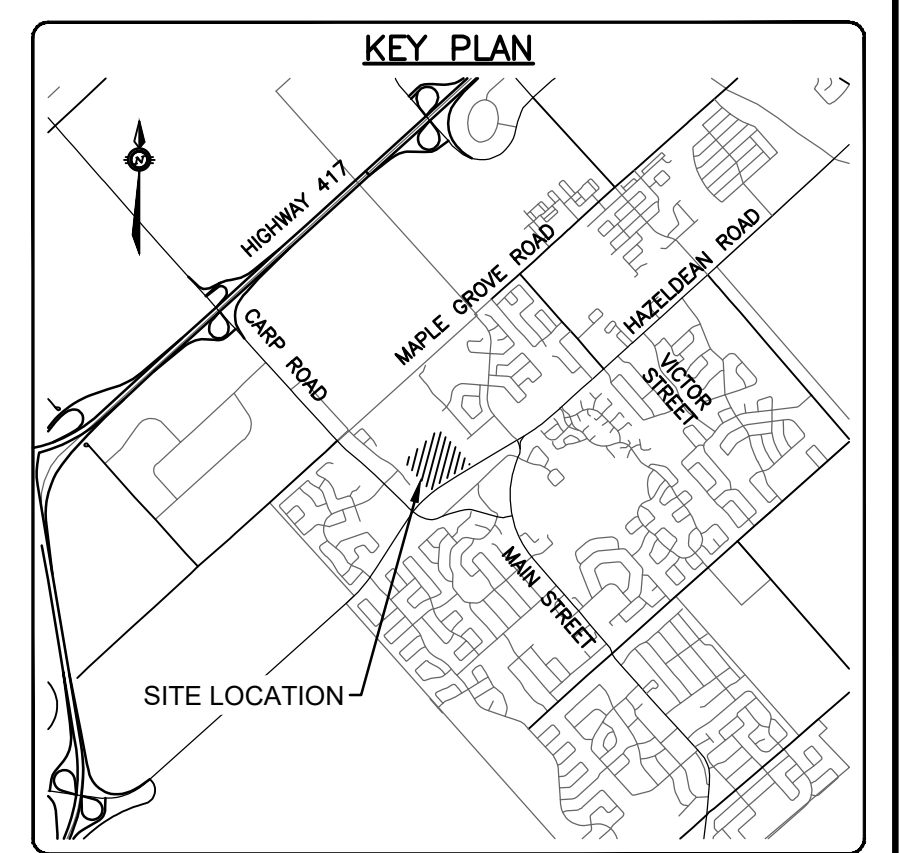 KEY PLAN
N
HIGHWAY 417
CARP ROAD
MAPLE GROVE ROAD
HAZELDEAN ROAD
VICTOR
STREET
MAIN STREET
SITE LOCATION